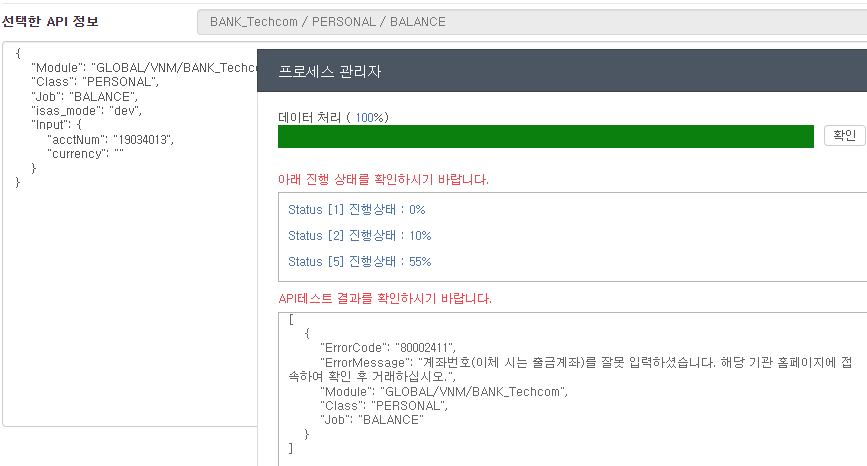 선택한 API 정보
BANK_Techcom / PERSONAL / BALANCE
{
"Module": "GLOBAL/VNM/BANK_Techco
"Class": "PERSONAL",
"Job": "BALANCE",
"isas_mode": "dev",
"Input": {
"acctNum": "19034013",
"currency": ""
}
}
프로세스 관리자
데이터 처리 ( 100%)
확인
아래 진행 상태를 확인하시기 바랍니다.
Status [1] 진행상태 : 0%
Status [2] 진행상태 : 10%
Status [5] 진행상태 : 55%
API테스트 결과를 확인하시기 바랍니다.
[
{
"ErrorCode": "80002411",
"ErrorMessage": "계좌번호(이체 시는 출금계좌)를 잘못 입력하셨습니다. 해당 기관 홈페이지에 접
속하여 확인 후 거래하십시오.",
"Module": "GLOBAL/VNM/BANK_Techcom",
"Class": "PERSONAL",
"Job": "BALANCE"
}
]